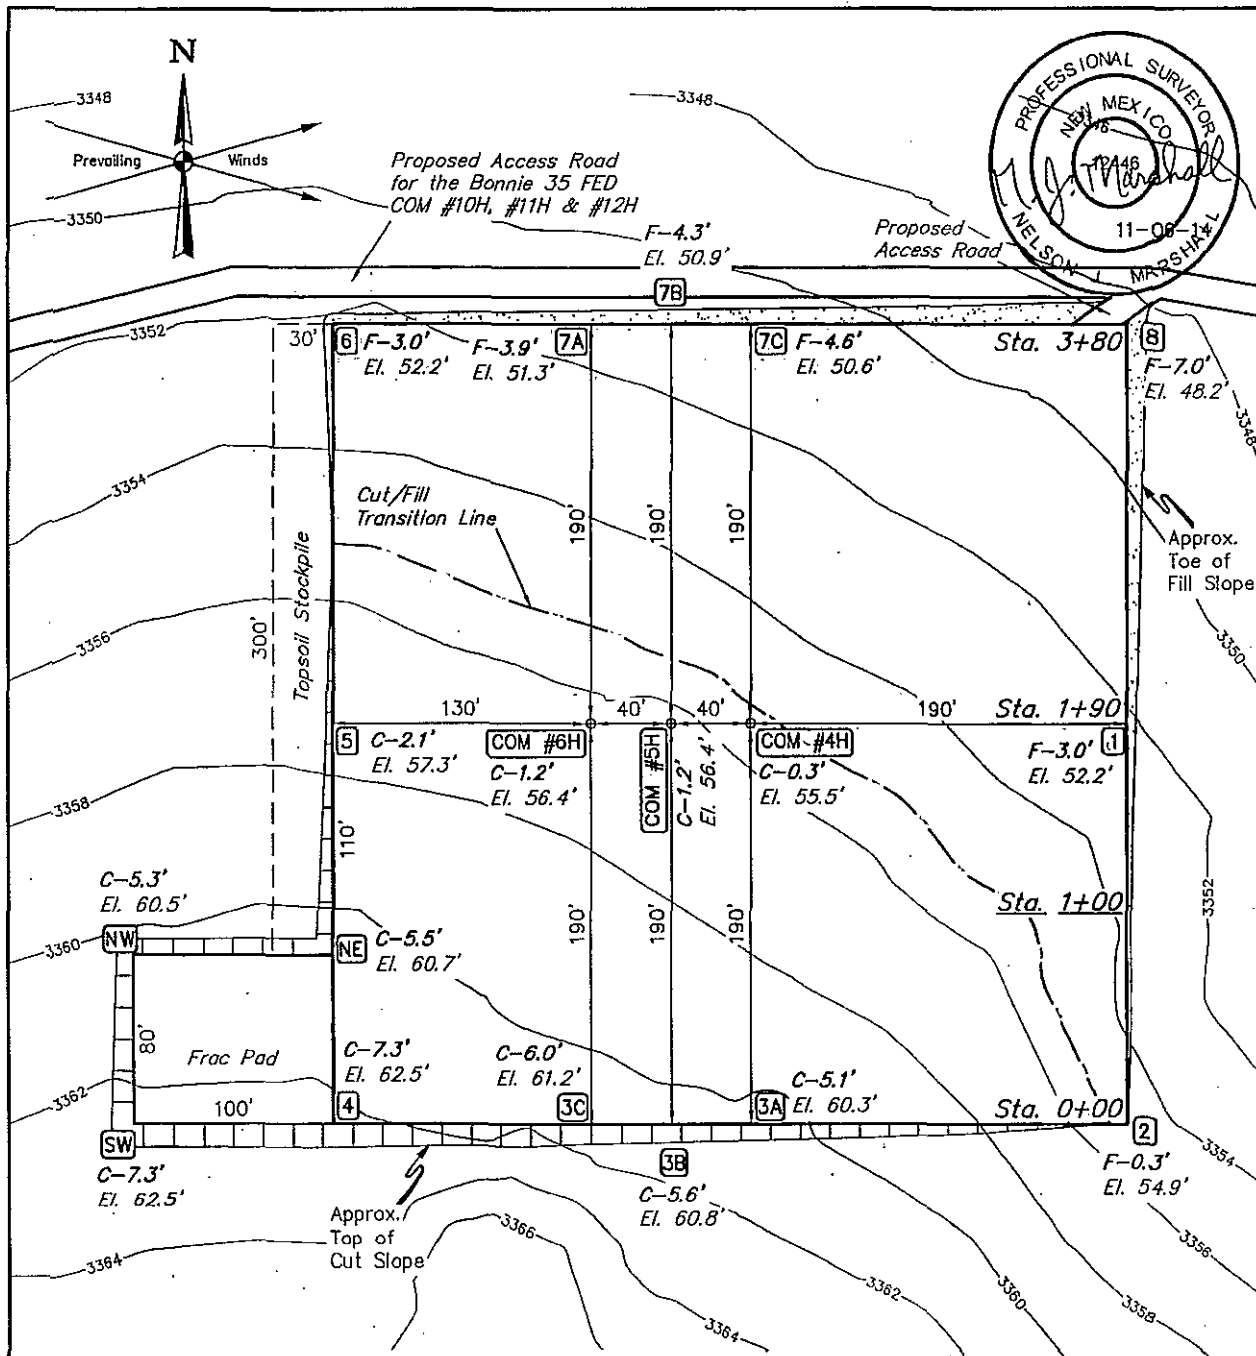 N
Prevailing Winds
3348
3348
3350
Proposed Access Road
for the Bonnie 35 FED
COM #10H, #11H & #12H
PROFESSIONAL SURVEYOR
NEW MEXICO
N. J. Marshall
11-06-14
NELSON J. MARSHALL
Proposed
Access Road
F-4.3'
El. 50.9'
7B
3352
30'
6
F-3.0'
El. 52.2'
F-3.9'
El. 51.3'
7A
7C
F-4.6'
El. 50.6'
Sta. 3+80
8
F-7.0'
El. 48.2'
3348
3354
Cut/Fill
Transition Line
190'
190'
190'
Approx.
Toe of
Fill Slope
Topsoil Stockpile
300'
3356
3350
130'
40'
40'
190'
Sta. 1+90
5
C-2.1'
El. 57.3'
COM #6H
C-1.2'
El. 56.4'
COM #5H
C-1.2'
El. 56.4'
COM #4H
C-0.3'
El. 55.5'
F-3.0'
El. 52.2'
1
3358
110'
C-5.3'
El. 60.5'
3360
NW
NE
C-5.5'
El. 60.7'
190'
190'
190'
Sta. 1+00
3352
80'
Frac Pad
3362
100'
C-7.3'
El. 62.5'
4
C-6.0'
El. 61.2'
3C
C-5.1'
El. 60.3'
3A
Sta. 0+00
2
SW
C-7.3'
El. 62.5'
3B
C-5.6'
El. 60.8'
F-0.3'
El. 54.9'
3354
Approx.
Top of
Cut Slope
3366
3364
3364
3362
3360
3358
3356